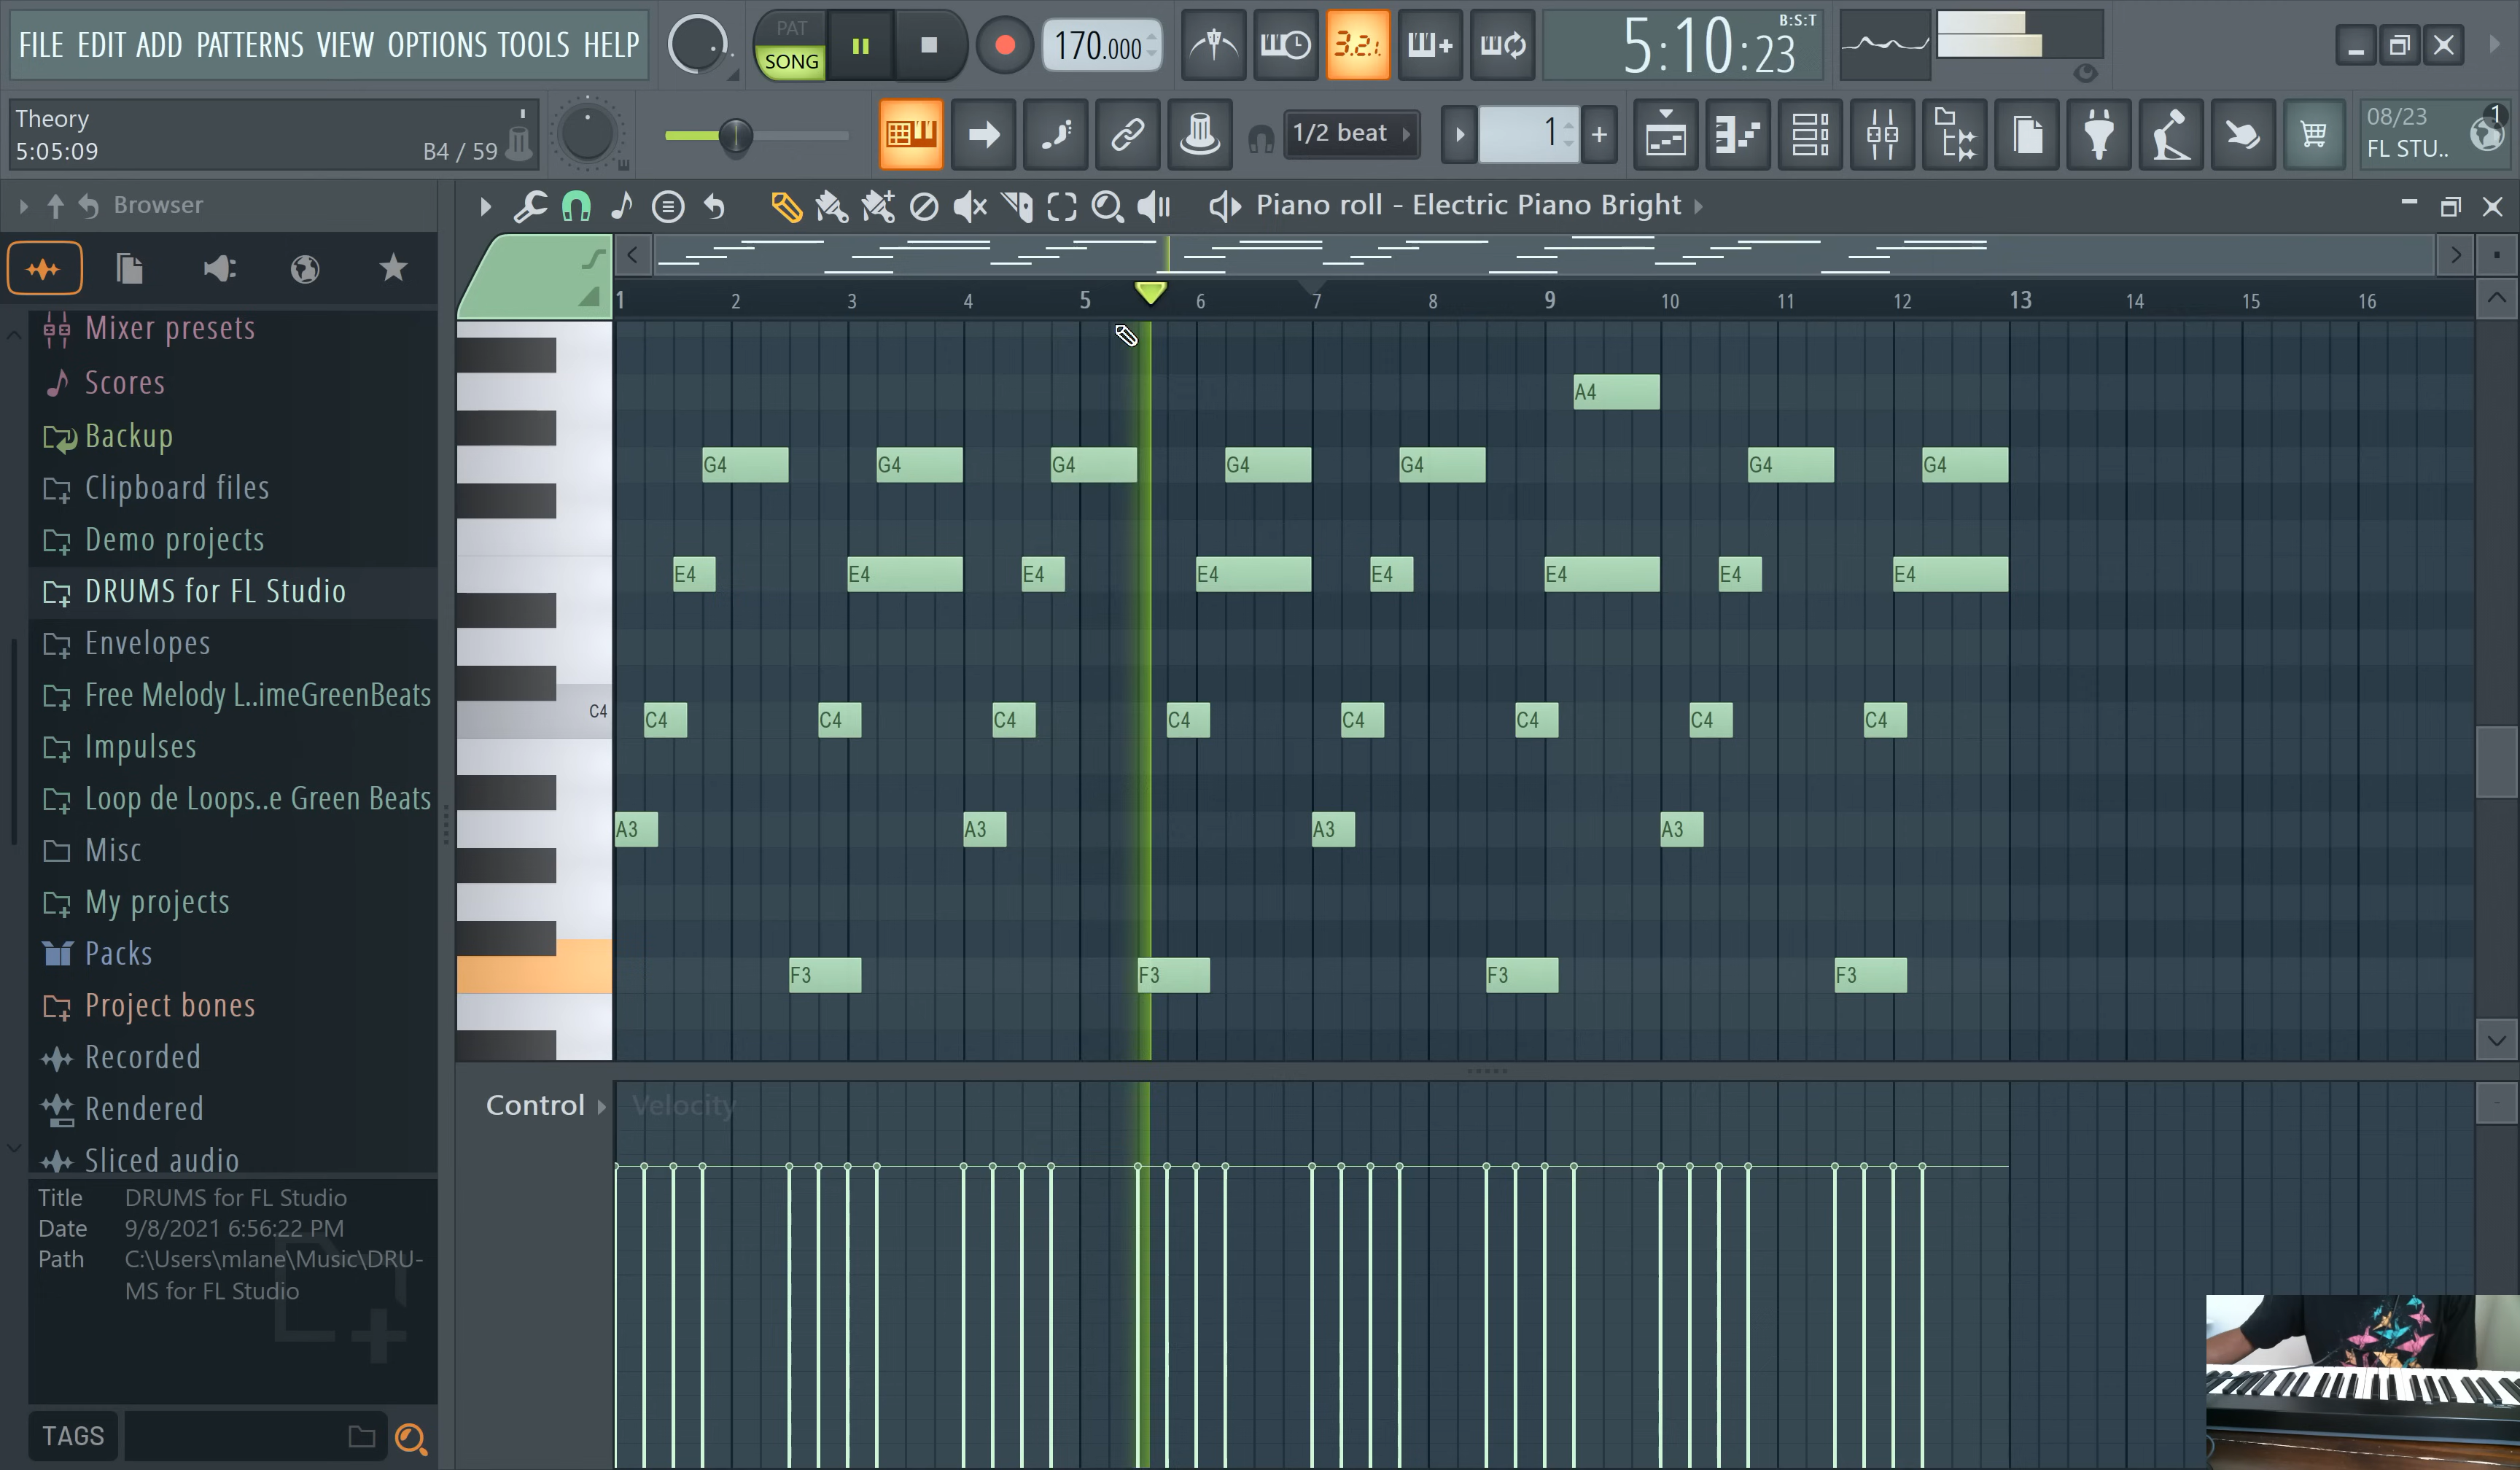 FILE EDIT ADD PATTERNS VIEW OPTIONS TOOLS HELP
PAT
SONG
170.000
3.2.1.
B:S:T
5:10:23
Theory
5:05:09
B4 / 59
1/2 beat
1
+
08/23
1
FL STU..
Browser
Piano roll - Electric Piano Bright
Mixer presets
Scores
Backup
Clipboard files
Demo projects
DRUMS for FL Studio
Envelopes
Free Melody L..imeGreenBeats
Impulses
Loop de Loops..e Green Beats
Misc
My projects
Packs
Project bones
Recorded
Rendered
Sliced audio
Title DRUMS for FL Studio
Date 9/8/2021 6:56:22 PM
Path C:\Users\mlane\Music\DRU-
MS for FL Studio
TAGS
1 2 3 4 5 6 7 8 9 10 11 12 13 14 15 16
A4
G4 G4 G4 G4 G4 G4 G4
E4 E4 E4 E4 E4 E4 E4 E4
C4
C4 C4 C4 C4 C4 C4 C4 C4
A3 A3 A3 A3
F3 F3 F3 F3
Control Velocity